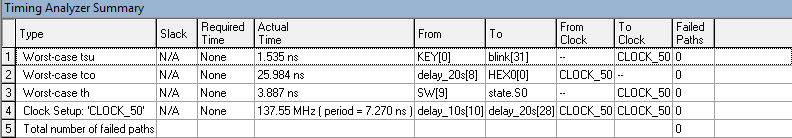 Timing Analyzer Summary
Type Slack Required Time Actual Time From To From Clock To Clock Failed Paths
1 Worst-case tsu N/A None 1.535 ns KEY[0] blink[31] -- CLOCK_50 0
2 Worst-case tco N/A None 25.984 ns delay_20s[8] HEX0[0] CLOCK_50 -- 0
3 Worst-case th N/A None 3.887 ns SW[9] state.S0 -- CLOCK_50 0
4 Clock Setup: 'CLOCK_50' N/A None 137.55 MHz ( period = 7.270 ns ) delay_10s[10] delay_20s[28] CLOCK_50 CLOCK_50 0
5 Total number of failed paths 0